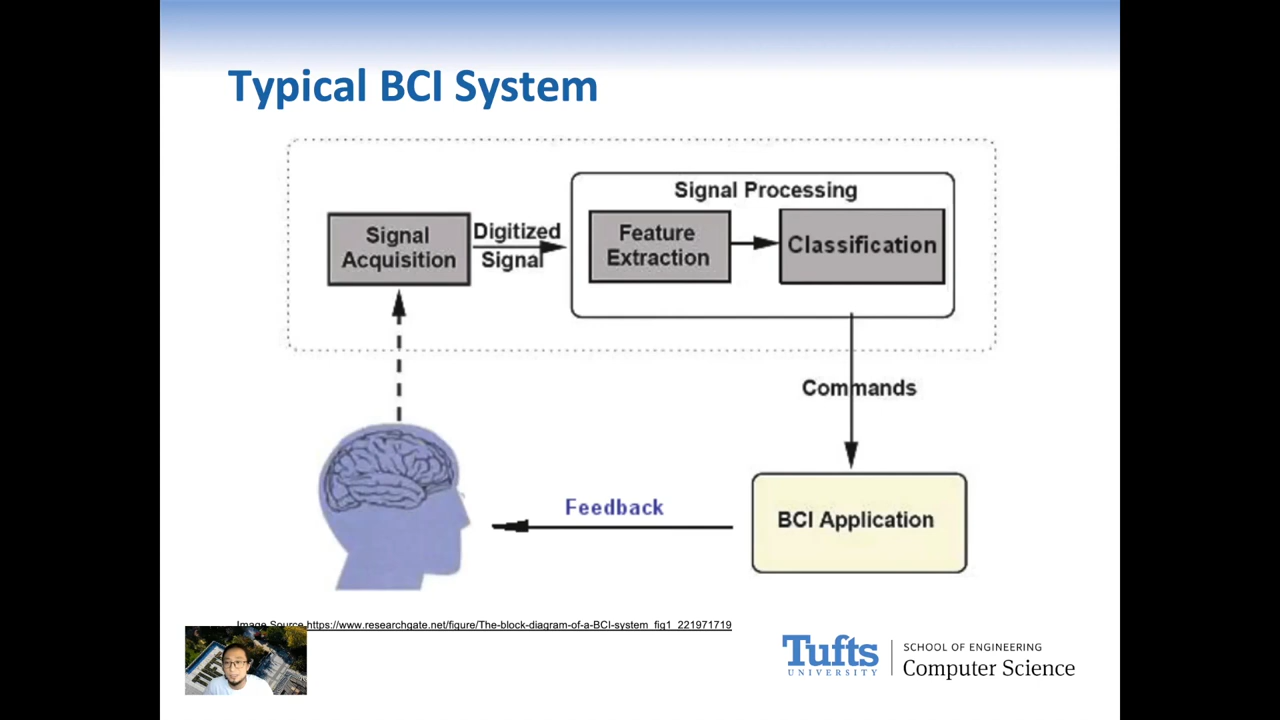 Typical BCI System
Signal Processing
Signal
Acquisition
Digitized
Signal
Feature
Extraction
Classification
Commands
Feedback
BCI Application
Image Source https://www.researchgate.net/figure/The-block-diagram-of-a-BCI-system_fig1_221971719
Tufts
UNIVERSITY
SCHOOL OF ENGINEERING
Computer Science